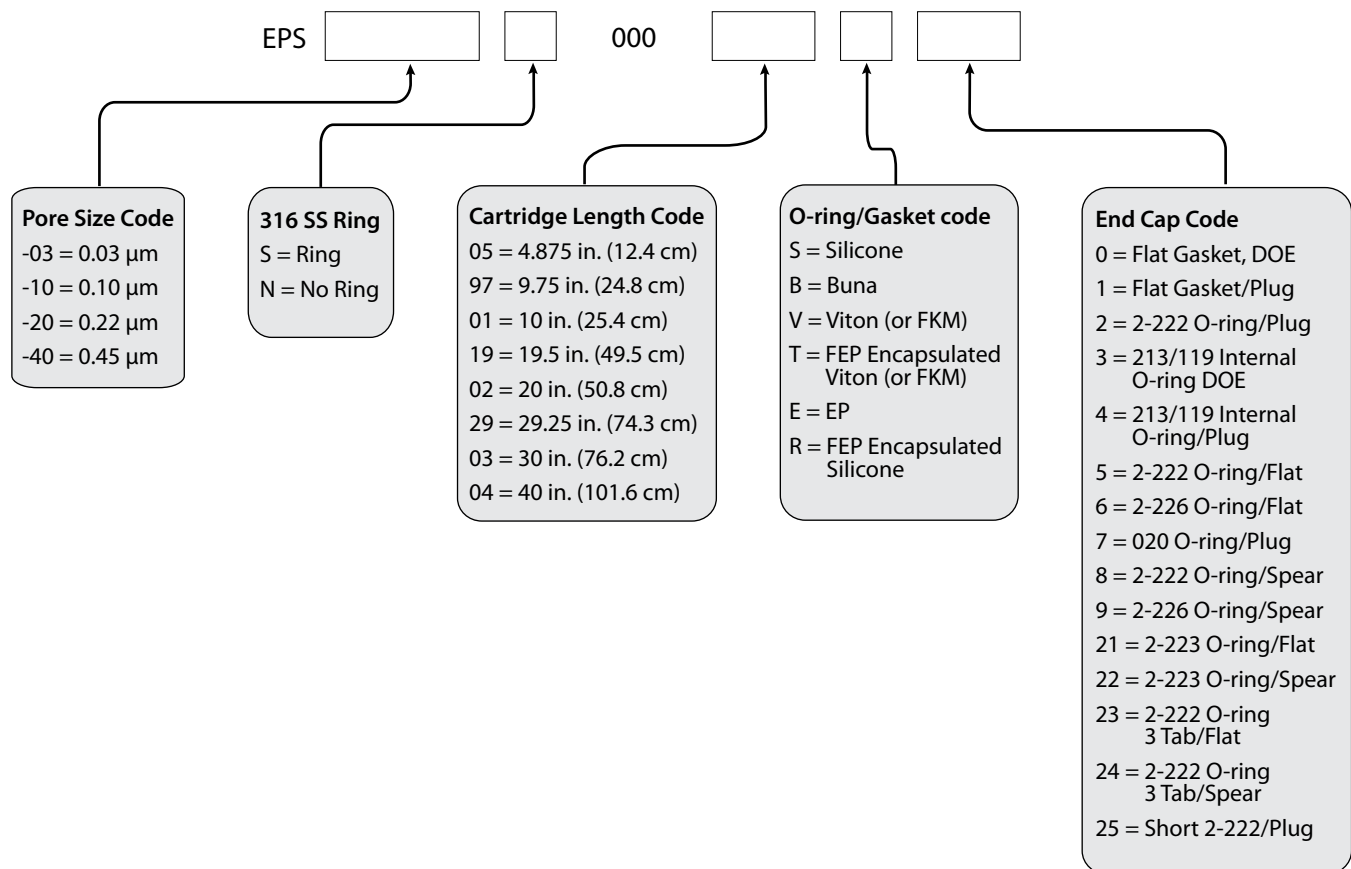 EPS 000
Pore Size Code
-03 = 0.03 µm
-10 = 0.10 µm
-20 = 0.22 µm
-40 = 0.45 µm
316 SS Ring
S = Ring
N = No Ring
Cartridge Length Code
05 = 4.875 in. (12.4 cm)
97 = 9.75 in. (24.8 cm)
01 = 10 in. (25.4 cm)
19 = 19.5 in. (49.5 cm)
02 = 20 in. (50.8 cm)
29 = 29.25 in. (74.3 cm)
03 = 30 in. (76.2 cm)
04 = 40 in. (101.6 cm)
O-ring/Gasket code
S = Silicone
B = Buna
V = Viton (or FKM)
T = FEP Encapsulated
Viton (or FKM)
E = EP
R = FEP Encapsulated
Silicone
End Cap Code
0 = Flat Gasket, DOE
1 = Flat Gasket/Plug
2 = 2-222 O-ring/Plug
3 = 213/119 Internal
O-ring DOE
4 = 213/119 Internal
O-ring/Plug
5 = 2-222 O-ring/Flat
6 = 2-226 O-ring/Flat
7 = 020 O-ring/Plug
8 = 2-222 O-ring/Spear
9 = 2-226 O-ring/Spear
21 = 2-223 O-ring/Flat
22 = 2-223 O-ring/Spear
23 = 2-222 O-ring
3 Tab/Flat
24 = 2-222 O-ring
3 Tab/Spear
25 = Short 2-222/Plug